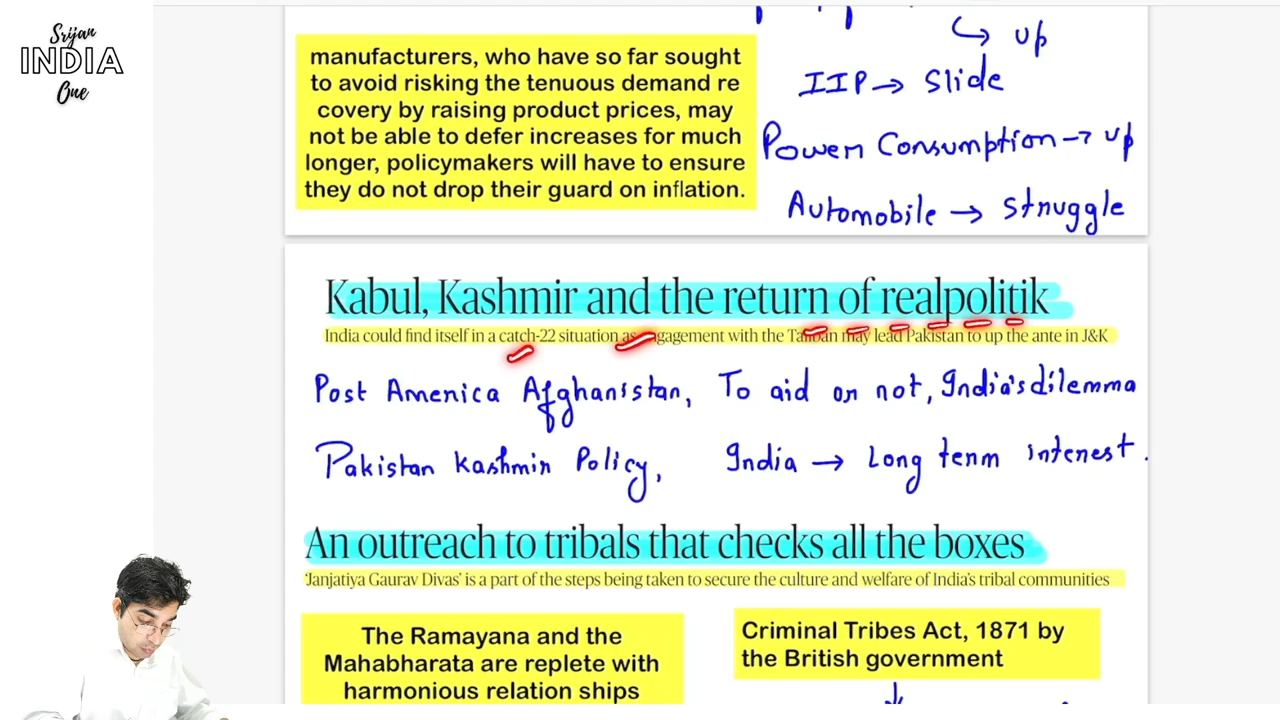 Srijan
INDIA
One
up
manufacturers, who have so far sought
to avoid risking the tenuous demand re
covery by raising product prices, may
not be able to defer increases for much
longer, policymakers will have to ensure
they do not drop their guard on inflation.
IIP → Slide
Power Consumption → up
Automobile → struggle
Kabul, Kashmir and the return of realpolitik
India could find itself in a catch-22 situation as engagement with the Taliban may lead Pakistan to up the ante in J&K
Post America Afghanistan, To aid or not, India's dilemma
Pakistan Kashmir Policy, India → Long term interest.
An outreach to tribals that checks all the boxes
'Janjatiya Gaurav Divas' is a part of the steps being taken to secure the culture and welfare of India's tribal communities
The Ramayana and the
Mahabharata are replete with
harmonious relation ships
Criminal Tribes Act, 1871 by
the British government